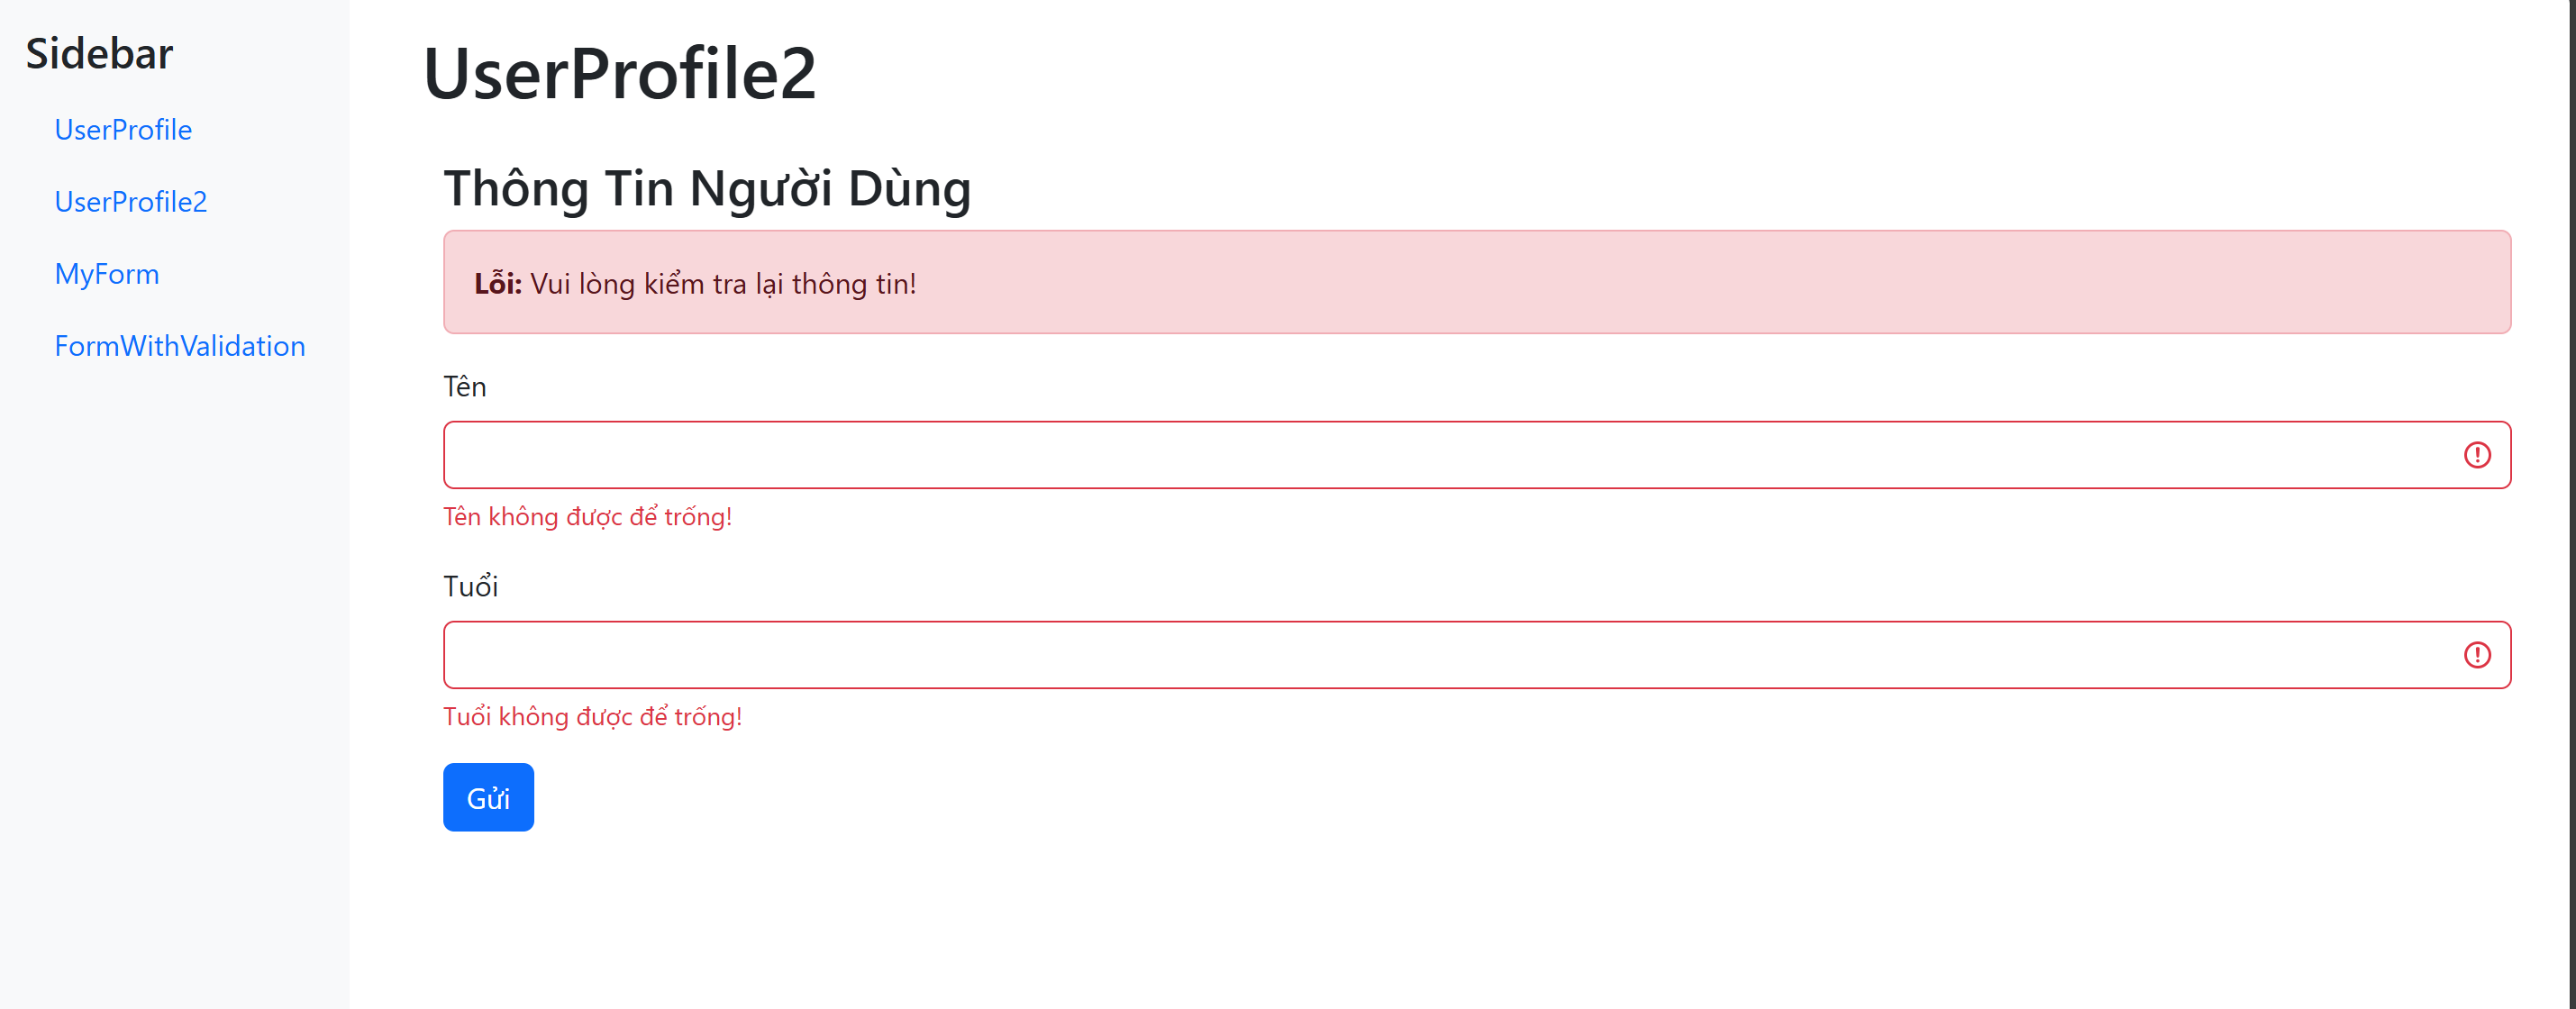 Sidebar
UserProfile
UserProfile2
MyForm
FormWithValidation
UserProfile2
Thông Tin Người Dùng
Lỗi: Vui lòng kiểm tra lại thông tin!
Tên
Tên không được để trống!
Tuổi
Tuổi không được để trống!
Gửi